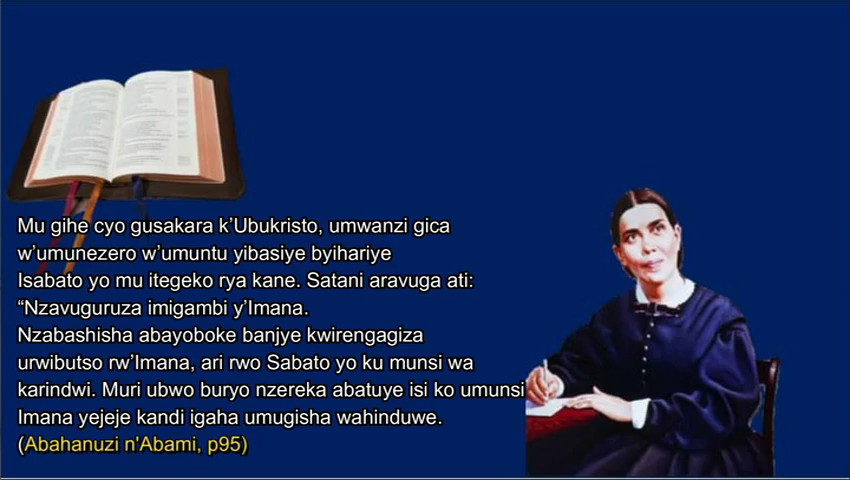 Mu gihe cyo gusakara k’Ubukristo, umwanzi gica
w’umunezero w’umuntu yibasiye byihariye
Isabato yo mu itegeko rya kane. Satani aravuga ati:
“Nzavuguruza imigambi y’Imana.
Nzabashisha abayoboke banjye kwirengagiza
urwibutso rw’Imana, ari rwo Sabato yo ku munsi wa
karindwi. Muri ubwo buryo nzereka abatuye isi ko umunsi
Imana yejeje kandi igaha umugisha wahinduwe.
(Abahanuzi n'Abami, p95)